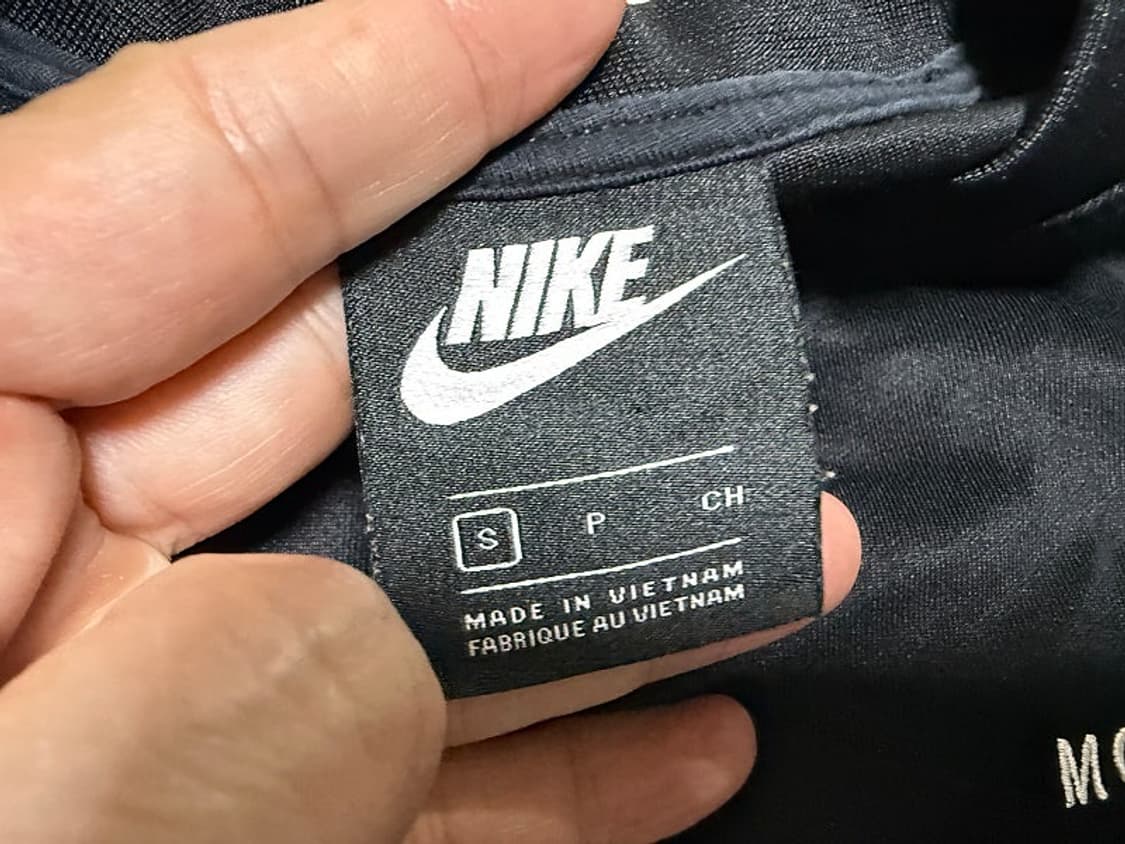 NIKE
S P CH
MADE IN VIETNAM
FABRIQUE AU VIETNAM
M